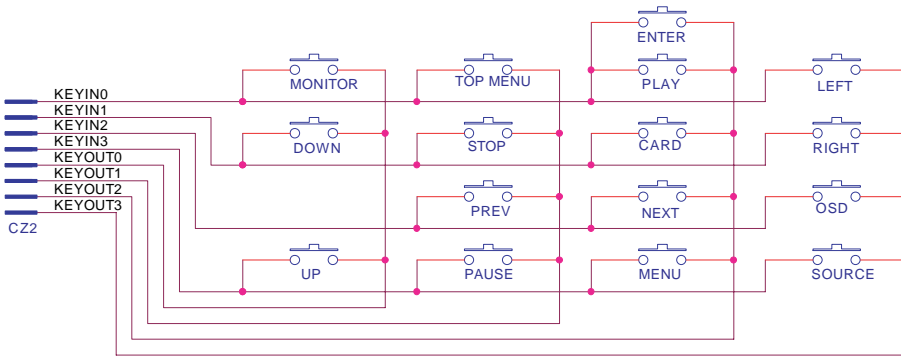 ENTER
MONITOR
TOP MENU
PLAY
LEFT
KEYIN0
KEYIN1
KEYIN2
KEYIN3
KEYOUT0
KEYOUT1
KEYOUT2
KEYOUT3
CZ2
DOWN
STOP
CARD
RIGHT
PREV
NEXT
OSD
UP
PAUSE
MENU
SOURCE